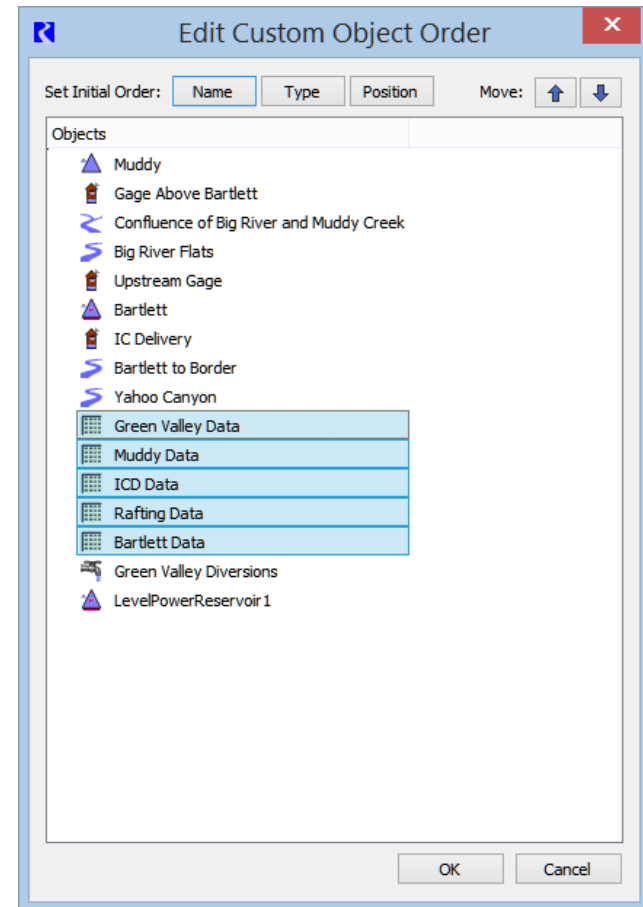 Edit Custom Object Order
Set Initial Order: Name Type Position Move:
Objects
Muddy
Gage Above Bartlett
Confluence of Big River and Muddy Creek
Big River Flats
Upstream Gage
Bartlett
IC Delivery
Bartlett to Border
Yahoo Canyon
Green Valley Data
Muddy Data
ICD Data
Rafting Data
Bartlett Data
Green Valley Diversions
LevelPowerReservoir1
OK Cancel